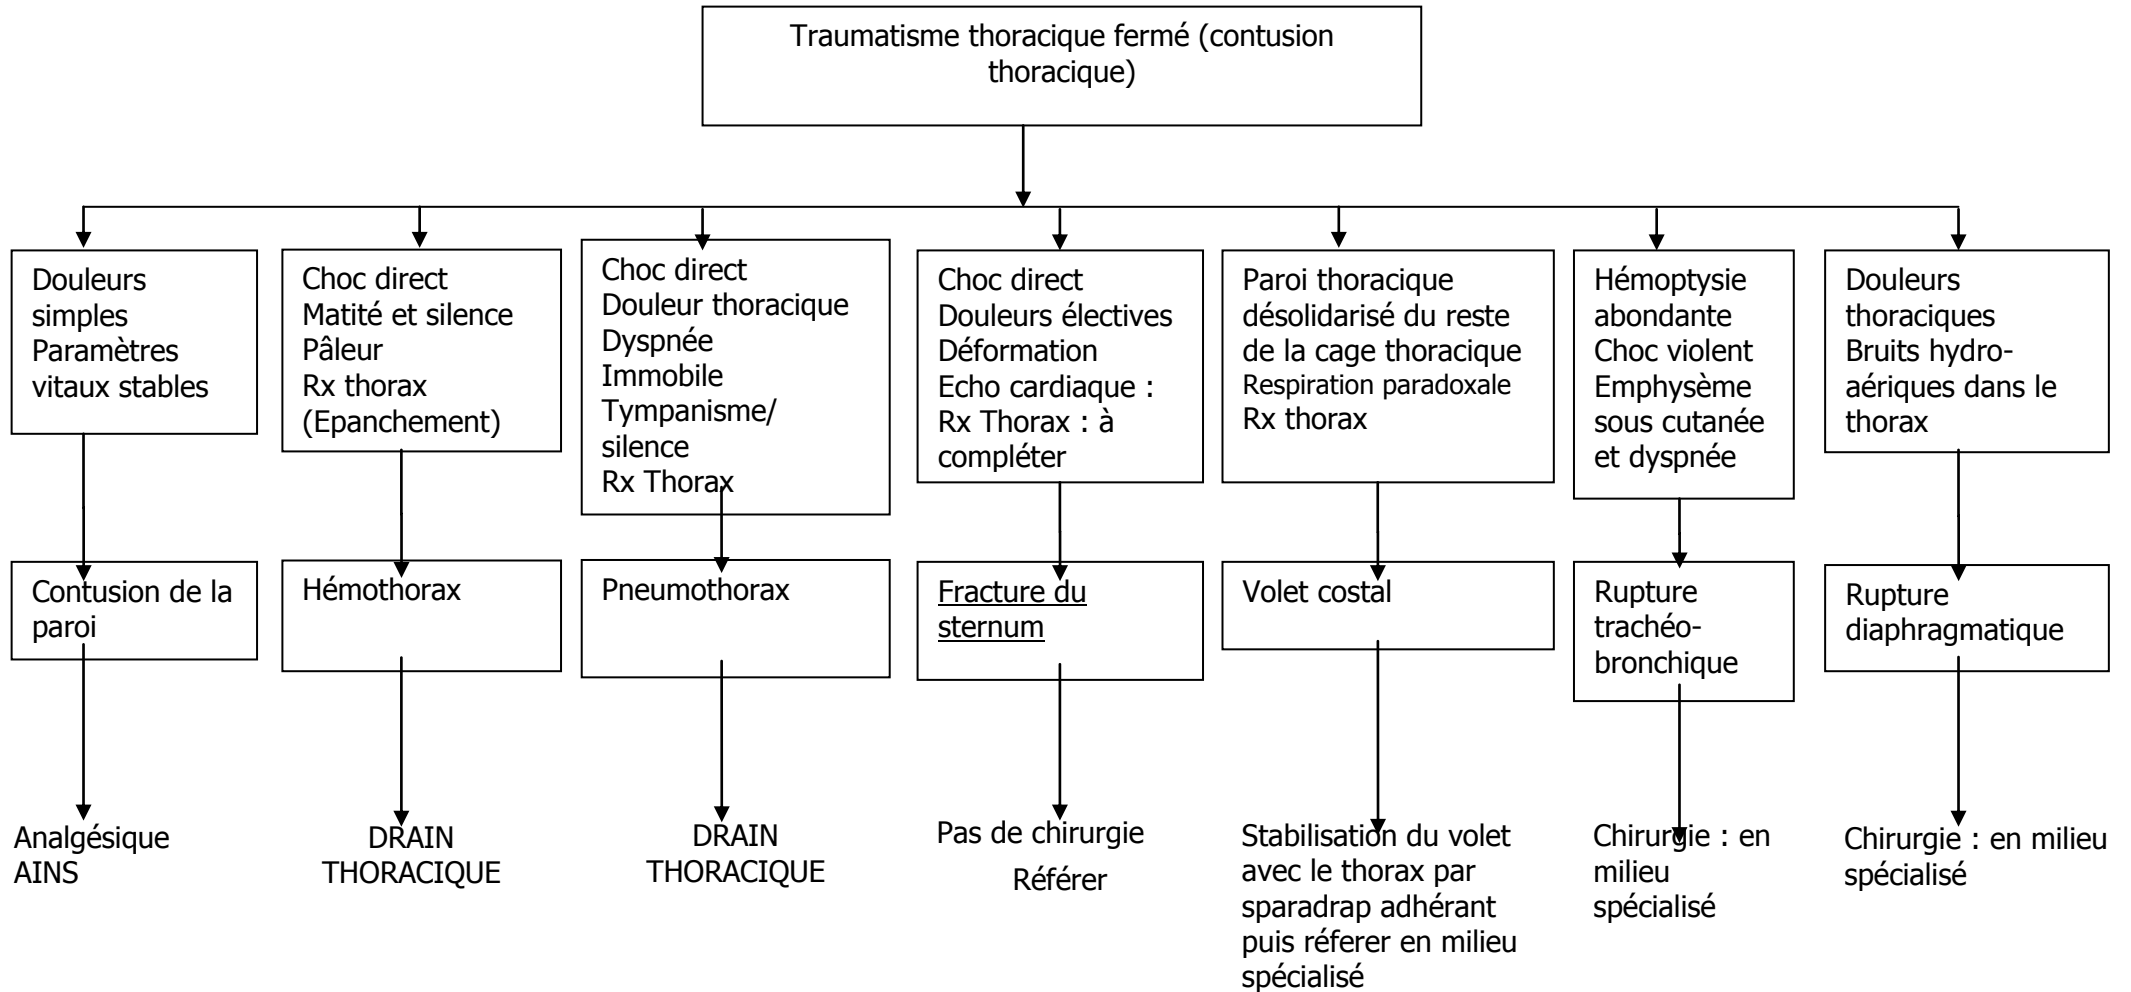 Traumatisme thoracique fermé (contusion
thoracique)
Douleurs
simples
Paramètres
vitaux stables
Choc direct
Matité et silence
Pâleur
Rx thorax
(Epanchement)
Choc direct
Douleur thoracique
Dyspnée
Immobile
Tympanisme/
silence
Rx Thorax
Choc direct
Douleurs électives
Déformation
Echo cardiaque :
Rx Thorax : à
compléter
Paroi thoracique
désolidarisé du reste
de la cage thoracique
Respiration paradoxale
Rx thorax
Hémoptysie
abondante
Choc violent
Emphysème
sous cutanée
et dyspnée
Douleurs
thoraciques
Bruits hydro-
aériques dans le
thorax
Contusion de la
paroi
Hémothorax
Pneumothorax
Fracture du
sternum
Volet costal
Rupture
trachéo-
bronchique
Rupture
diaphragmatique
Analgésique
AINS
DRAIN
THORACIQUE
DRAIN
THORACIQUE
Pas de chirurgie
Référer
Stabilisation du volet
avec le thorax par
sparadrap adhérant
puis réferer en milieu
spécialisé
Chirurgie : en
milieu
spécialisé
Chirurgie : en milieu
spécialisé